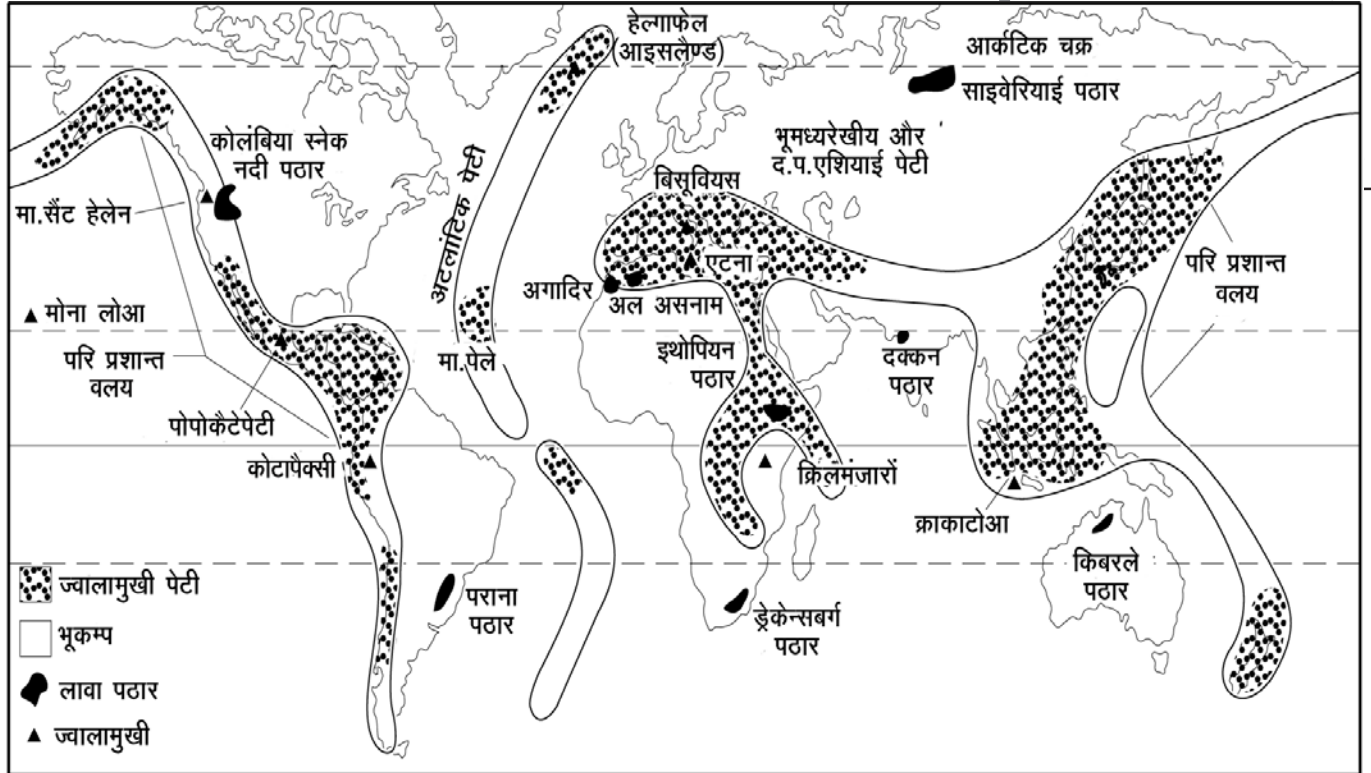 हेल्गाफेल
(आइसलैण्ड)
आर्कटिक चक्र
साइवेरियाई पठार
कोलंबिया स्नेक
नदी पठार
अटलांटिक पेटी
भूमध्यरेखीय और
द.प.एशियाई पेटी
बिसूवियस
मा.सैंट हेलेन
एटना
परि प्रशान्त
वलय
अगादिर
अल असनाम
मोना लोआ
परि प्रशान्त
वलय
मा.पेले
इथोपियन
पठार
दक्कन
पठार
पोपोकैटेपेटी
कोटापैक्सी
क्रिलमंजारों
क्राकाटोआ
किबरले
पठार
पराना
पठार
ड्रेकेन्सबर्ग
पठार
ज्वालामुखी पेटी
भूकम्प
लावा पठार
ज्वालामुखी